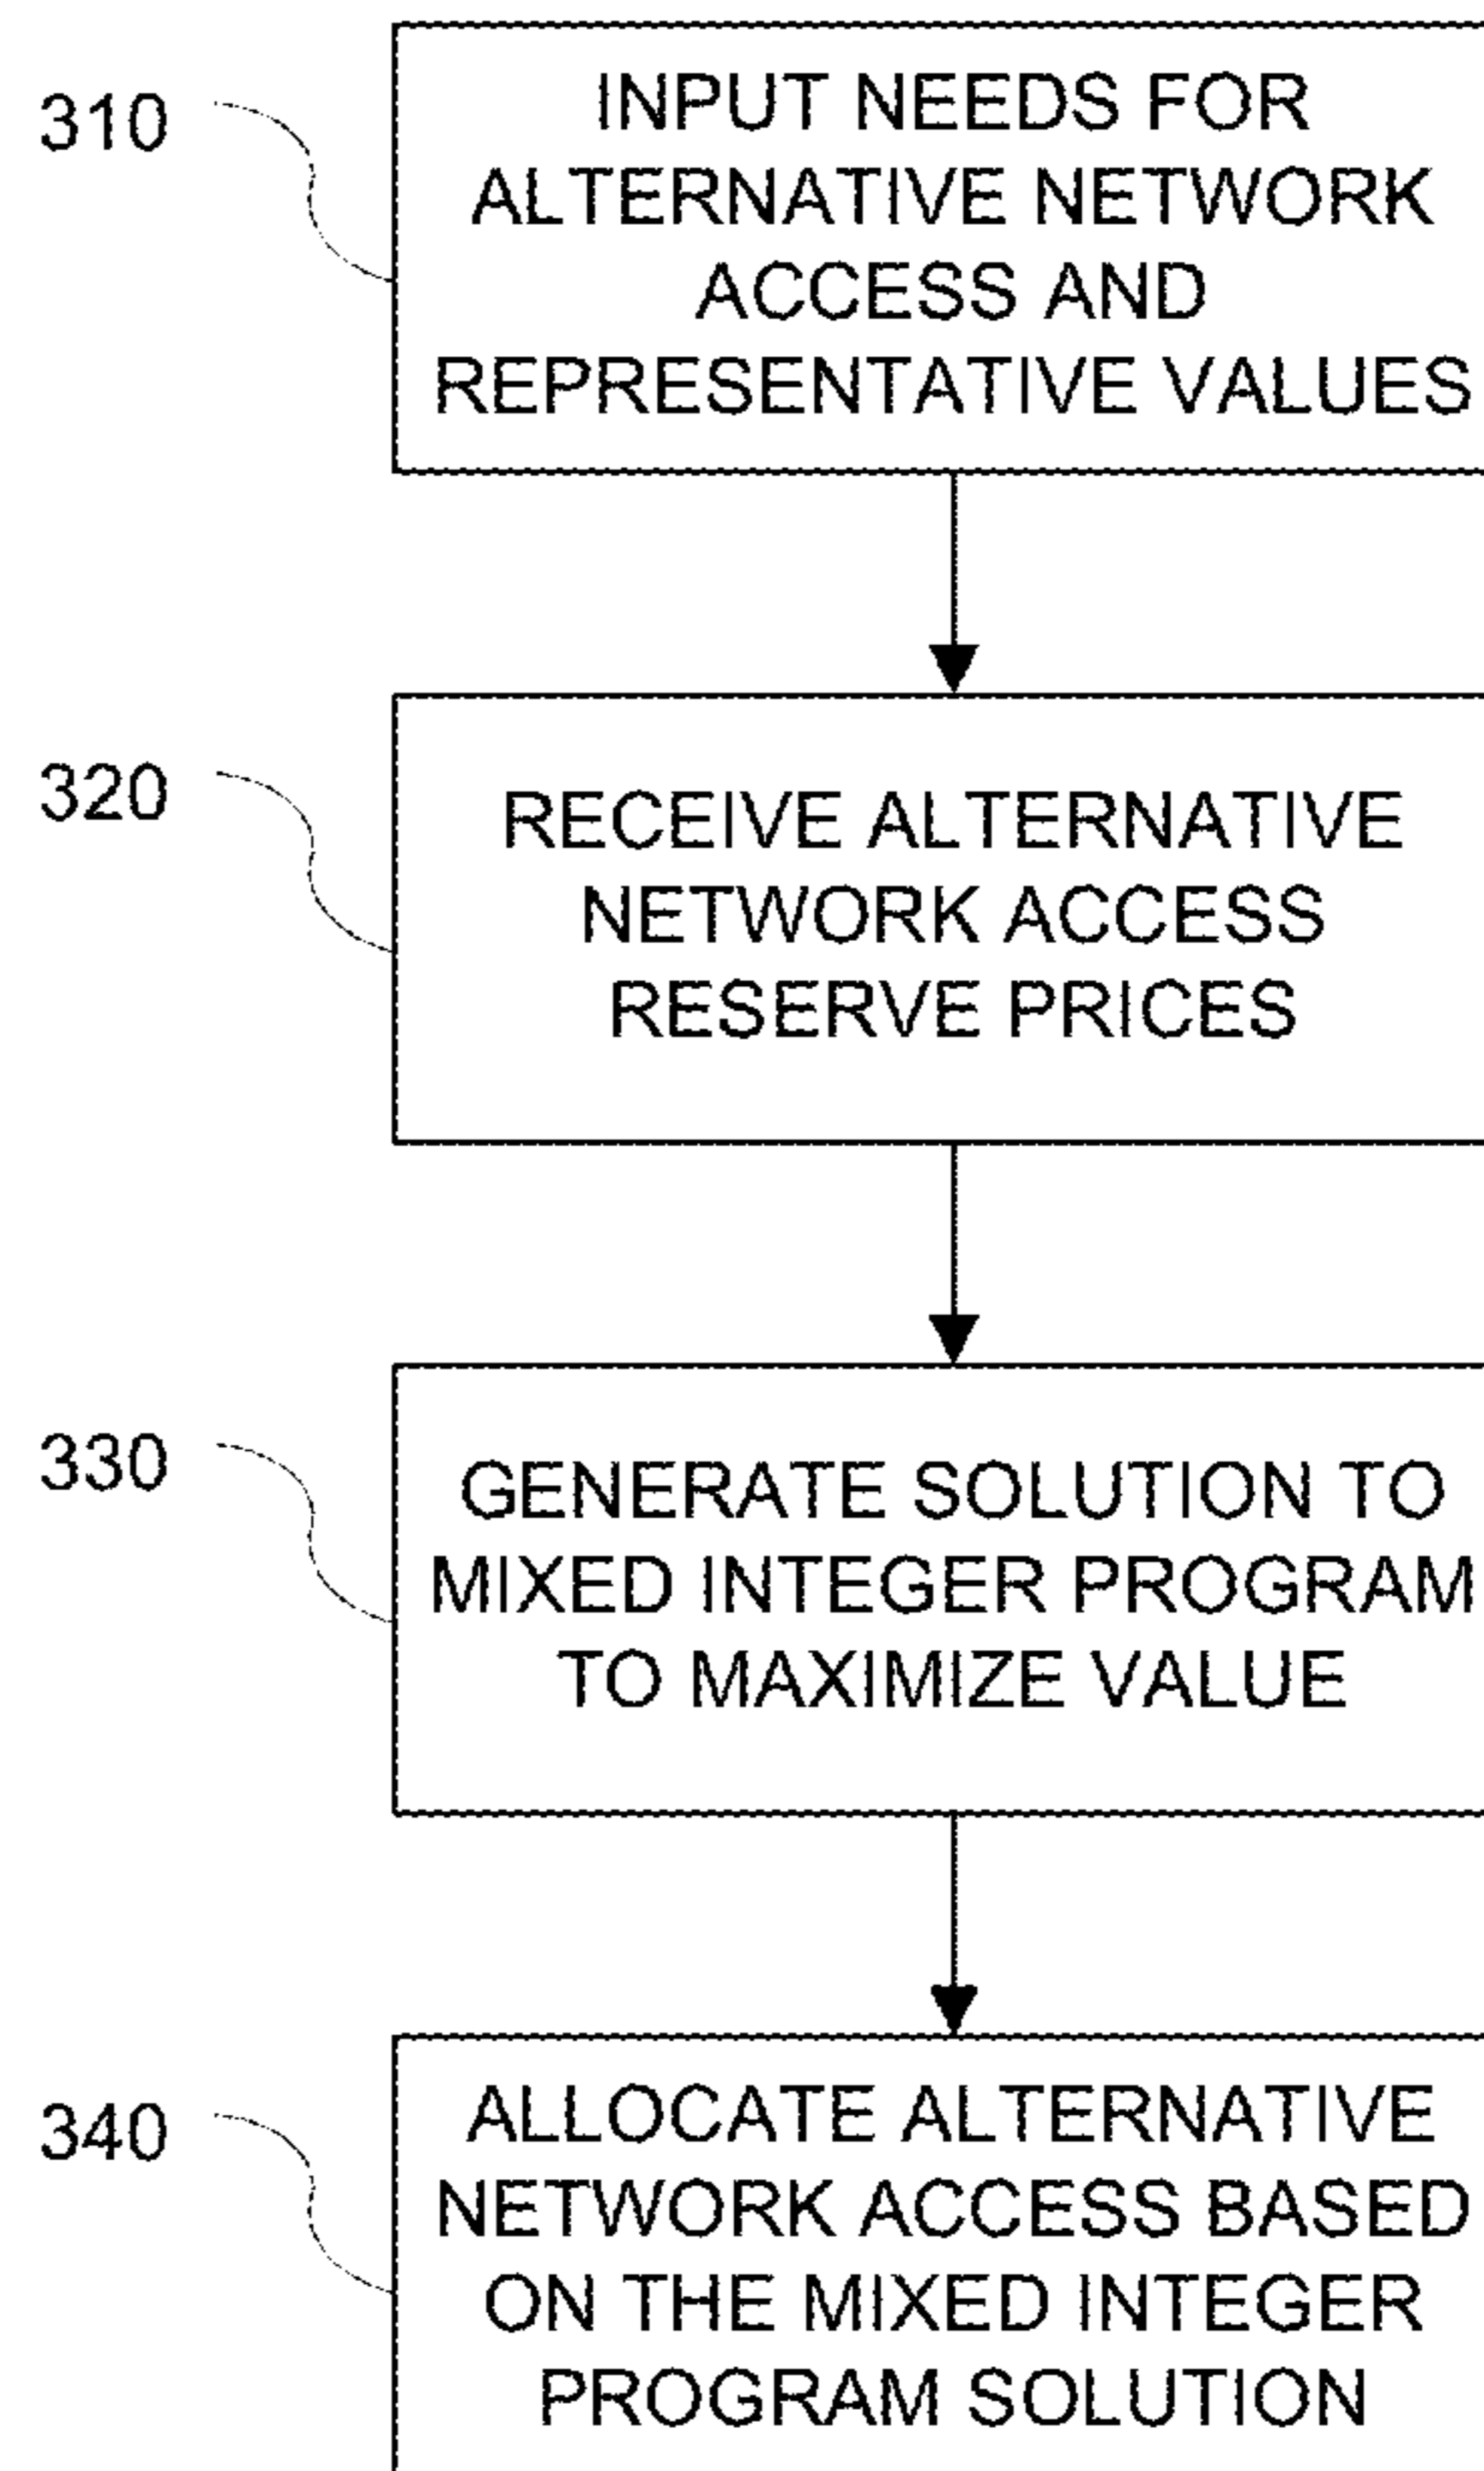 310
INPUT NEEDS FOR
ALTERNATIVE NETWORK
ACCESS AND
REPRESENTATIVE VALUES
320
RECEIVE ALTERNATIVE
NETWORK ACCESS
RESERVE PRICES
330
GENERATE SOLUTION TO
MIXED INTEGER PROGRAM
TO MAXIMIZE VALUE
340
ALLOCATE ALTERNATIVE
NETWORK ACCESS BASED
ON THE MIXED INTEGER
PROGRAM SOLUTION